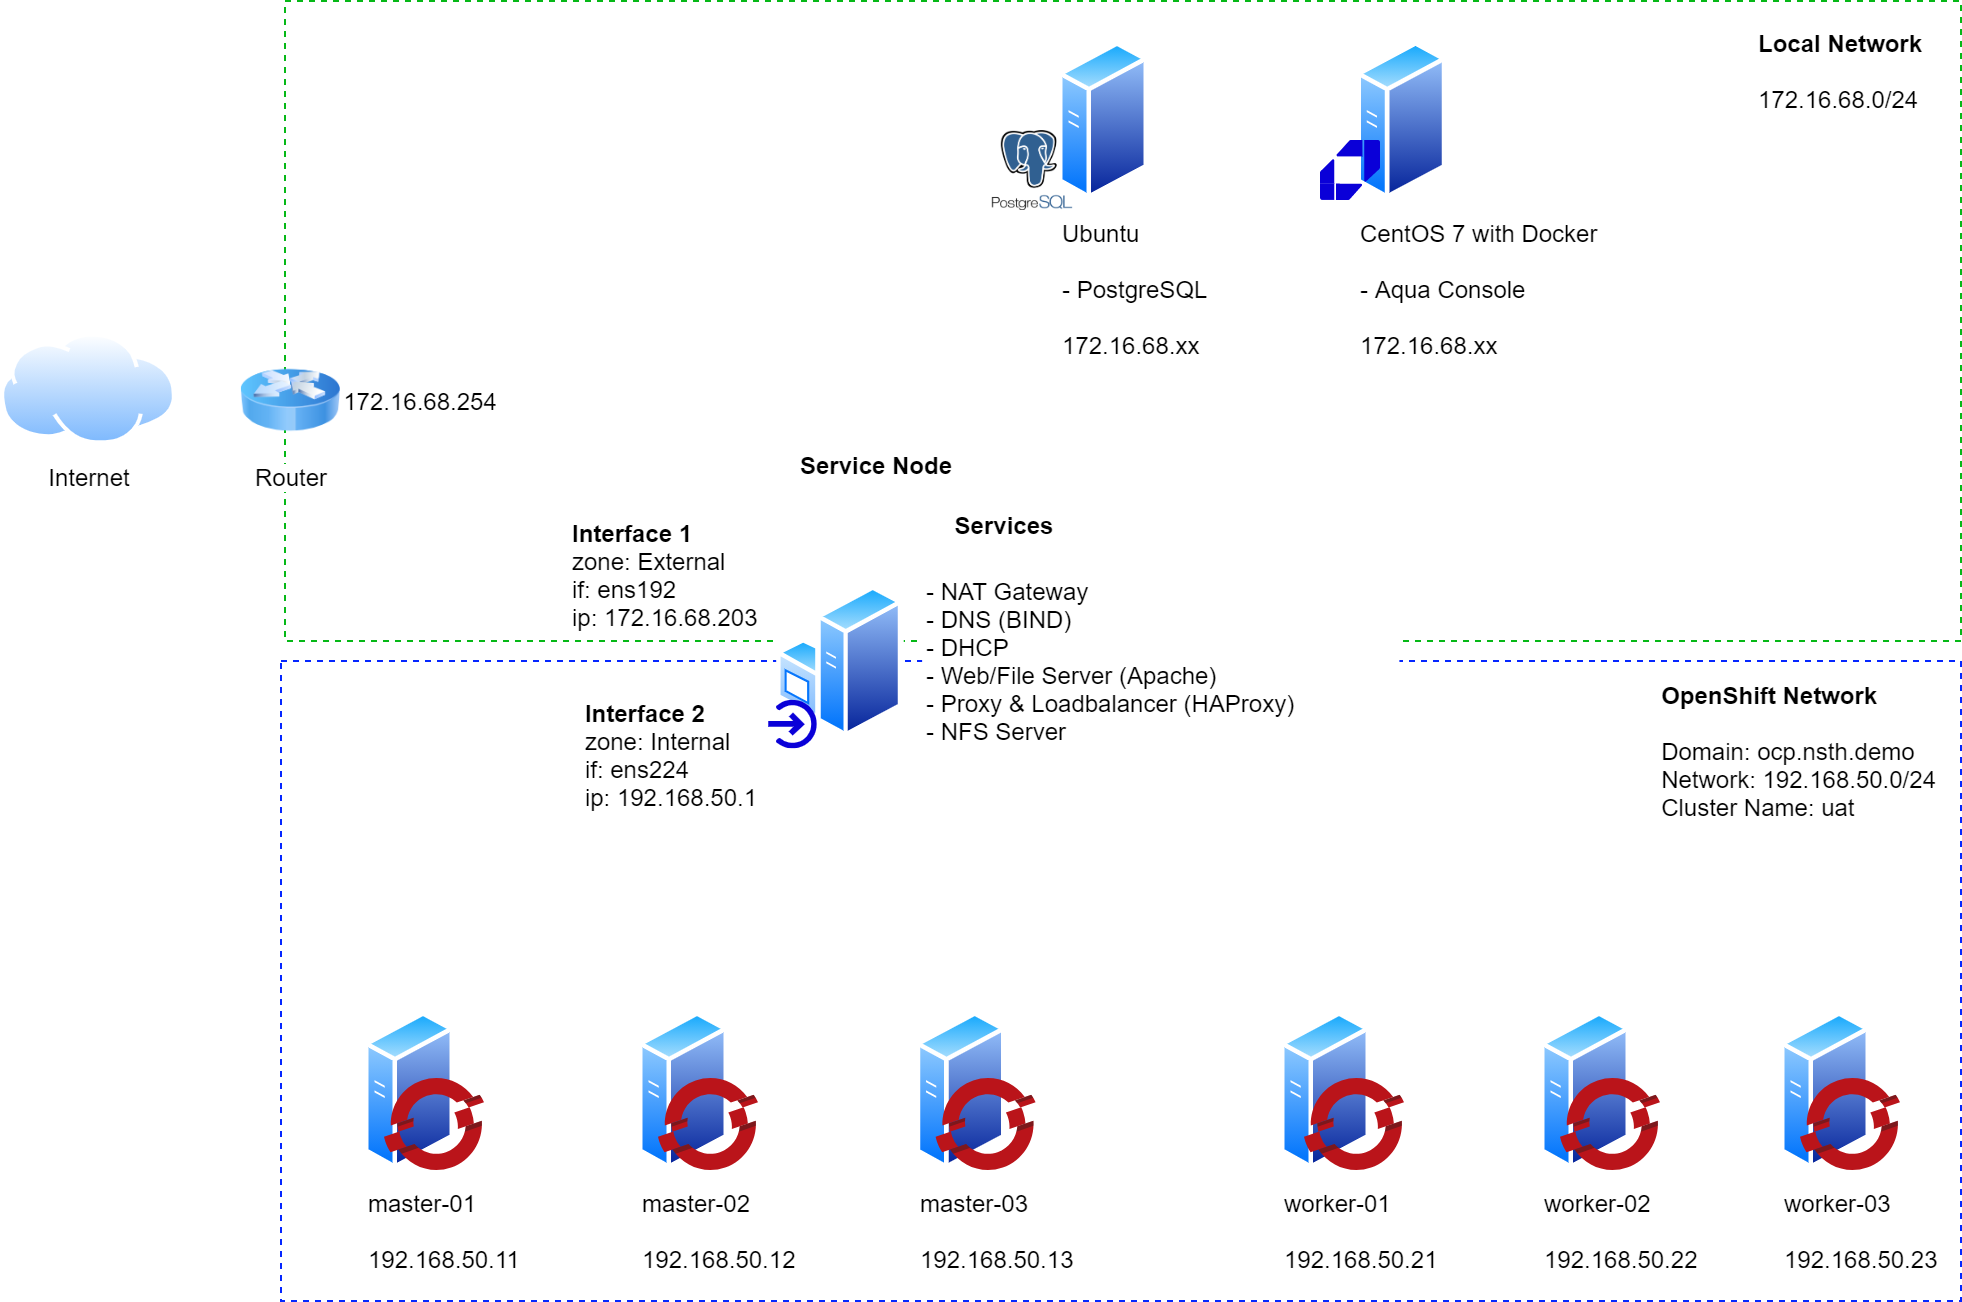 Local Network
172.16.68.0/24
PostgreSQL
Ubuntu
- PostgreSQL
172.16.68.xx
CentOS 7 with Docker
- Aqua Console
172.16.68.xx
Internet
Router
172.16.68.254
Service Node
Interface 1
zone: External
if: ens192
ip: 172.16.68.203
Services
- NAT Gateway
- DNS (BIND)
- DHCP
- Web/File Server (Apache)
- Proxy & Loadbalancer (HAProxy)
- NFS Server
Interface 2
zone: Internal
if: ens224
ip: 192.168.50.1
OpenShift Network
Domain: ocp.nsth.demo
Network: 192.168.50.0/24
Cluster Name: uat
master-01
192.168.50.11
master-02
192.168.50.12
master-03
192.168.50.13
worker-01
192.168.50.21
worker-02
192.168.50.22
worker-03
192.168.50.23